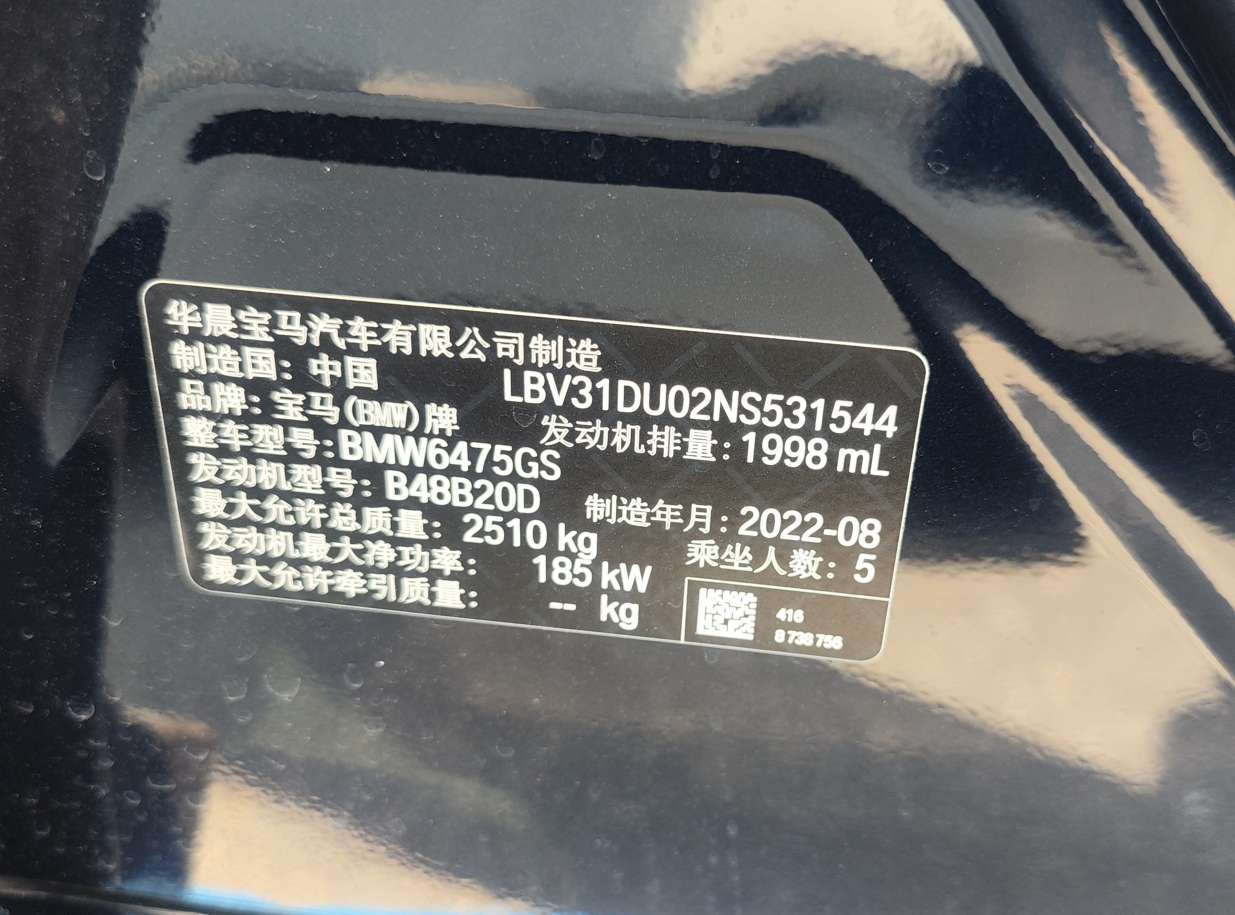 华晨宝马汽车有限公司制造
制造国：中国
LBV31DU02NS531544
品牌：宝马(BMW)牌
发动机排量：1998 mL
整车型号：BMW6475GS
发动机型号：B48B20D
制造年月：2022-08
最大允许总质量：2510 kg
乘坐人数：5
发动机最大净功率：185 kW
最大允许牵引质量：-- kg
416
8 738 756